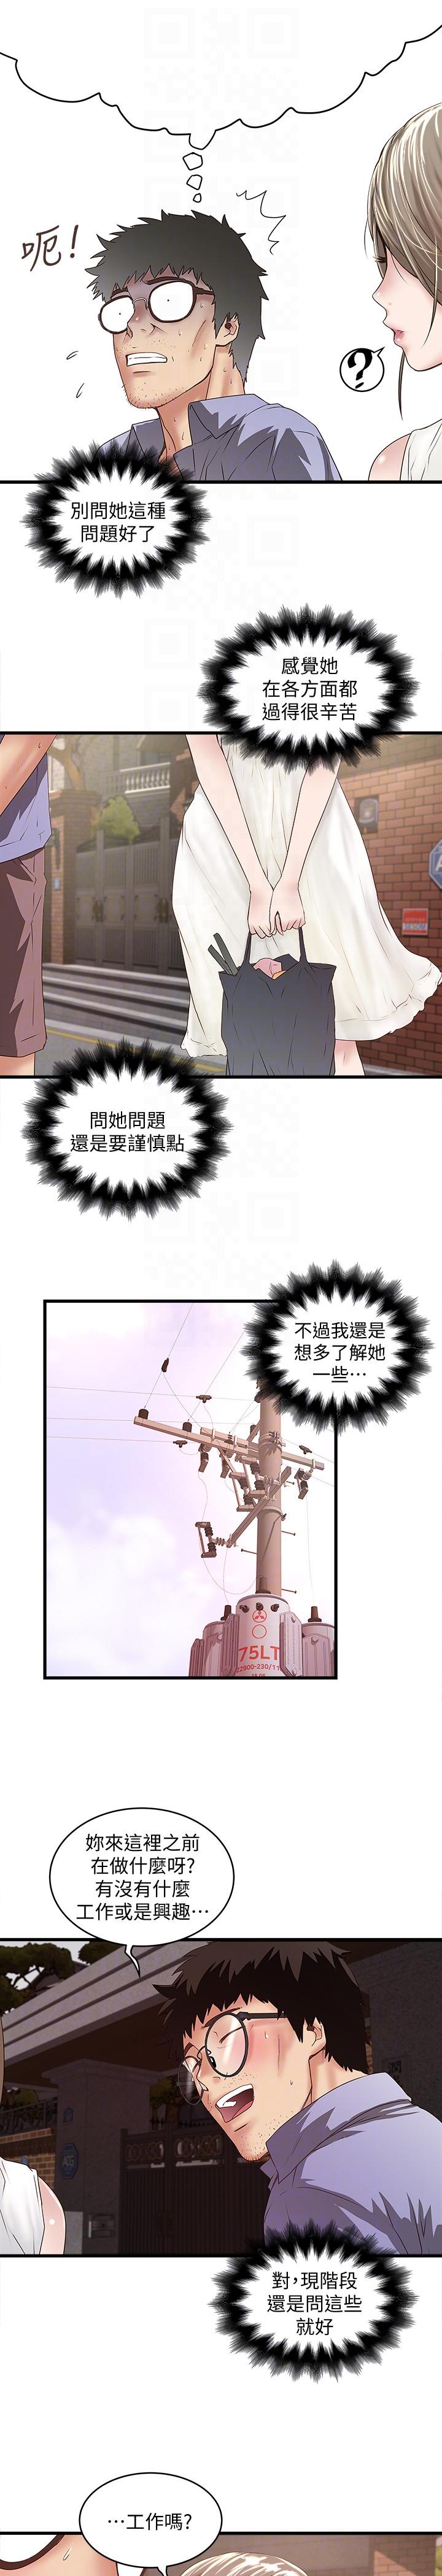 呃!
?
別問她這種
問題好了
感覺她
在各方面都
過得很辛苦
問她問題
還是要謹慎點
不過我還是
想多了解她
一些…
75LT
22900-230/11
妳來這裡之前
在做什麼呀?
有沒有什麼
工作或是興趣…
對,現階段
還是問這些
就好
…工作嗎?